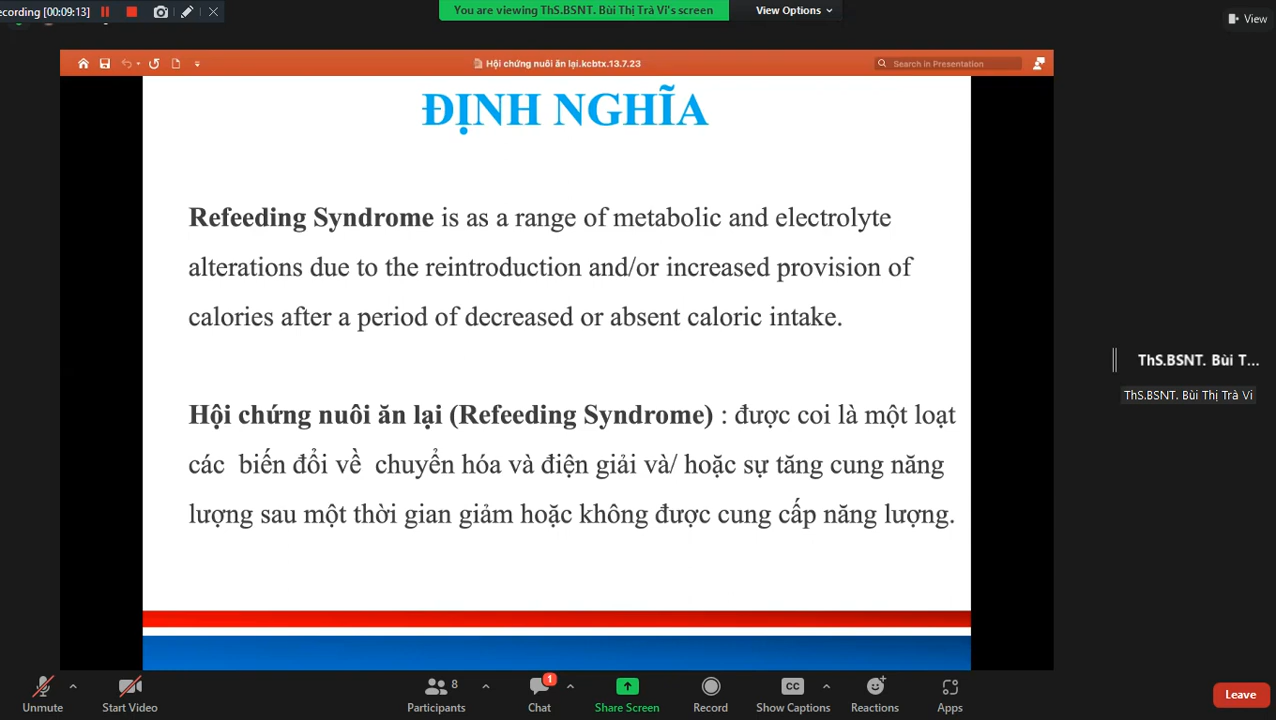 ecording [00:09:13]
You are viewing ThS.BSNT. Bùi Thị Trà Vi's screen
View Options
View
Hội chứng nuôi ăn lại.kcbtx.13.7.23
Search in Presentation
ĐỊNH NGHĨA
Refeeding Syndrome is as a range of metabolic and electrolyte
alterations due to the reintroduction and/or increased provision of
calories after a period of decreased or absent caloric intake.
Hội chứng nuôi ăn lại (Refeeding Syndrome) : được coi là một loạt
các biến đổi về chuyển hóa và điện giải và/ hoặc sự tăng cung năng
lượng sau một thời gian giảm hoặc không được cung cấp năng lượng.
ThS.BSNT. Bùi T...
ThS.BSNT. Bùi Thị Trà Vi
8
1
CC
Unmute
Start Video
Participants
Chat
Share Screen
Record
Show Captions
Reactions
Apps
Leave